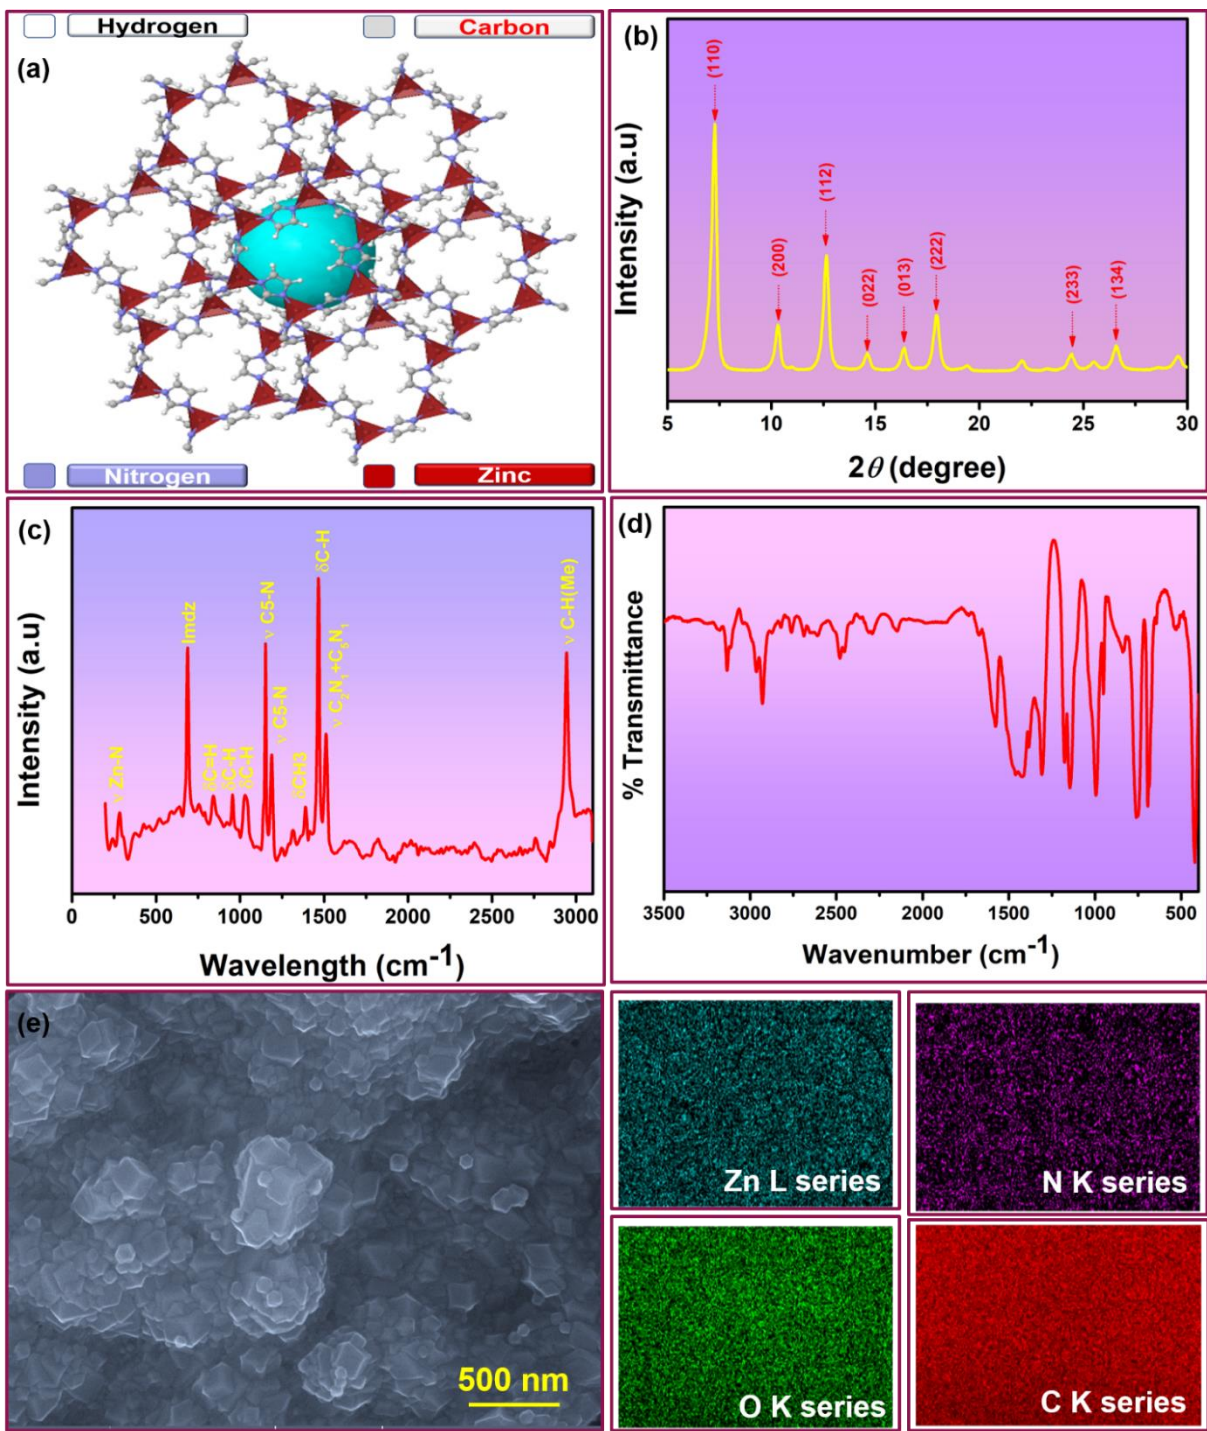 Hydrogen
Carbon
(a)
Nitrogen
Zinc
(b)
Intensity (a.u)
(110)
(200)
(112)
(022)
(013)
(222)
(233)
(134)
5 10 15 20 25 30
2θ (degree)
(c)
Intensity (a.u)
ν Zn-N
Imdz
δC=H
δC-H
δC-H
ν C5-N
ν C5-N
δCH3
δC-H
ν C₂N₁+C₅N₁
ν C-H(Me)
0 500 1000 1500 2000 2500 3000
Wavelength (cm⁻¹)
(d)
% Transmittance
3500 3000 2500 2000 1500 1000 500
Wavenumber (cm⁻¹)
(e)
500 nm
Zn L series
N K series
O K series
C K series